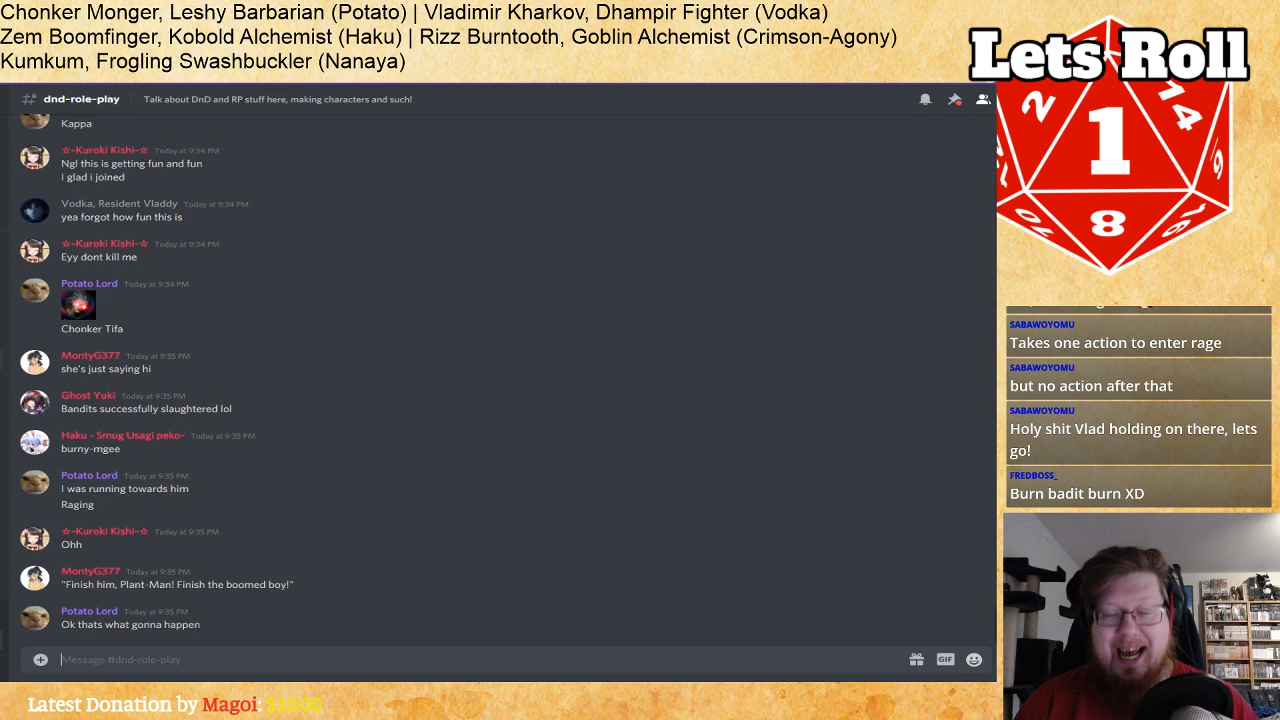 Chonker Monger, Leshy Barbarian (Potato) | Vladimir Kharkov, Dhampir Fighter (Vodka)
Zem Boomfinger, Kobold Alchemist (Haku) | Rizz Burntooth, Goblin Alchemist (Crimson-Agony)
Kumkum, Frogling Swashbuckler (Nanaya)
Lets Roll
1
2
14
8
20
16
9
dnd-role-play
Talk about DnD and RP stuff here, making characters and such!
Kappa
☆~Kuroki Kishi~☆ Today at 9:34 PM
Ngl this is getting fun and fun
I glad i joined
Vodka, Resident Vladdy Today at 9:34 PM
yea forgot how fun this is
☆~Kuroki Kishi~☆ Today at 9:34 PM
Eyy dont kill me
Potato Lord Today at 9:34 PM
Chonker Tifa
MontyG377 Today at 9:35 PM
she's just saying hi
Ghost Yuki Today at 9:35 PM
Bandits successfully slaughtered lol
Haku - Smug Usagi peko~ Today at 9:35 PM
burny-mgee
Potato Lord Today at 9:35 PM
I was running towards him
Raging
☆~Kuroki Kishi~☆ Today at 9:35 PM
Ohh
MontyG377 Today at 9:35 PM
"Finish him, Plant-Man! Finish the boomed boy!"
Potato Lord Today at 9:35 PM
Ok thats what gonna happen
Message #dnd-role-play
GIF
SABAWOYOMU
Takes one action to enter rage
SABAWOYOMU
but no action after that
SABAWOYOMU
Holy shit Vlad holding on there, lets
go!
FREDBOSS_
Burn badit burn XD
Latest Donation by Magoi: $10.00